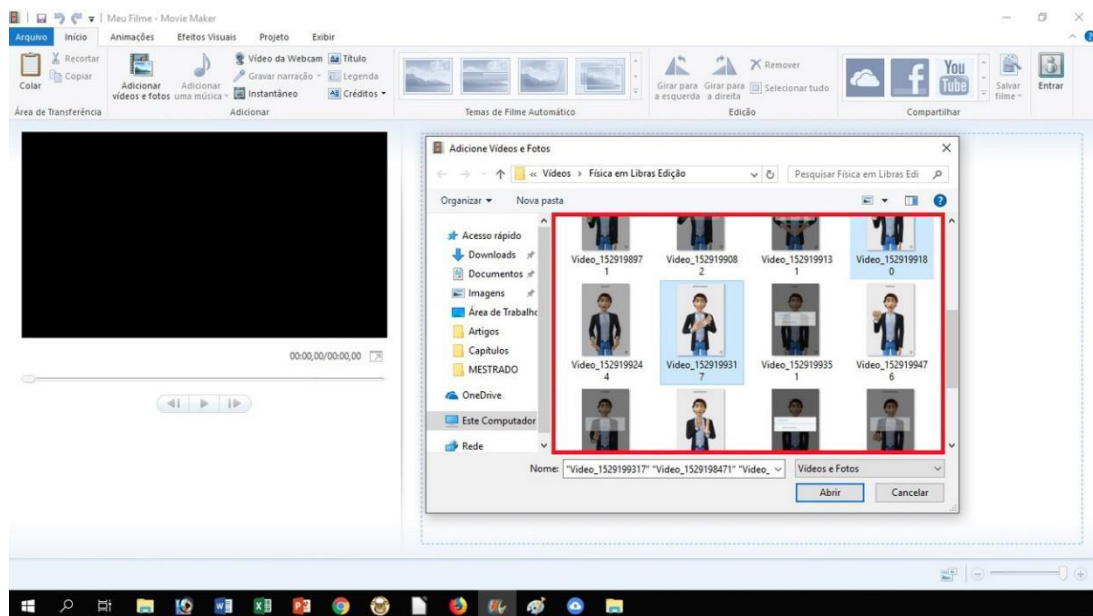 Meu Filme - Movie Maker
Arquivo Início Animações Efeitos Visuais Projeto Exibir
Colar
Recortar
Copiar
Área de Transferência
Adicionar vídeos e fotos
Adicionar uma música
Vídeo da Webcam
Gravar narração
Instantâneo
Título
Legenda
Créditos
Adicionar
Temas de Filme Automático
Girar para a esquerda
Girar para a direita
Remover
Selecionar tudo
Edição
You Tube
Compartilhar
Salvar filme
Entrar
00:00,00/00:00,00
Adicione Vídeos e Fotos
« Vídeos › Física em Libras Edição
Pesquisar Física em Libras Edi
Organizar Nova pasta
Acesso rápido
Downloads
Documentos
Imagens
Área de Trabalho
Artigos
Capítulos
MESTRADO
OneDrive
Este Computador
Rede
Video_1529198971
Video_1529199082
Video_1529199131
Video_1529199180
Video_1529199244
Video_1529199317
Video_1529199351
Video_1529199476
Nome: "Video_1529199317" "Video_1529198471" "Video_
Vídeos e Fotos
Abrir Cancelar